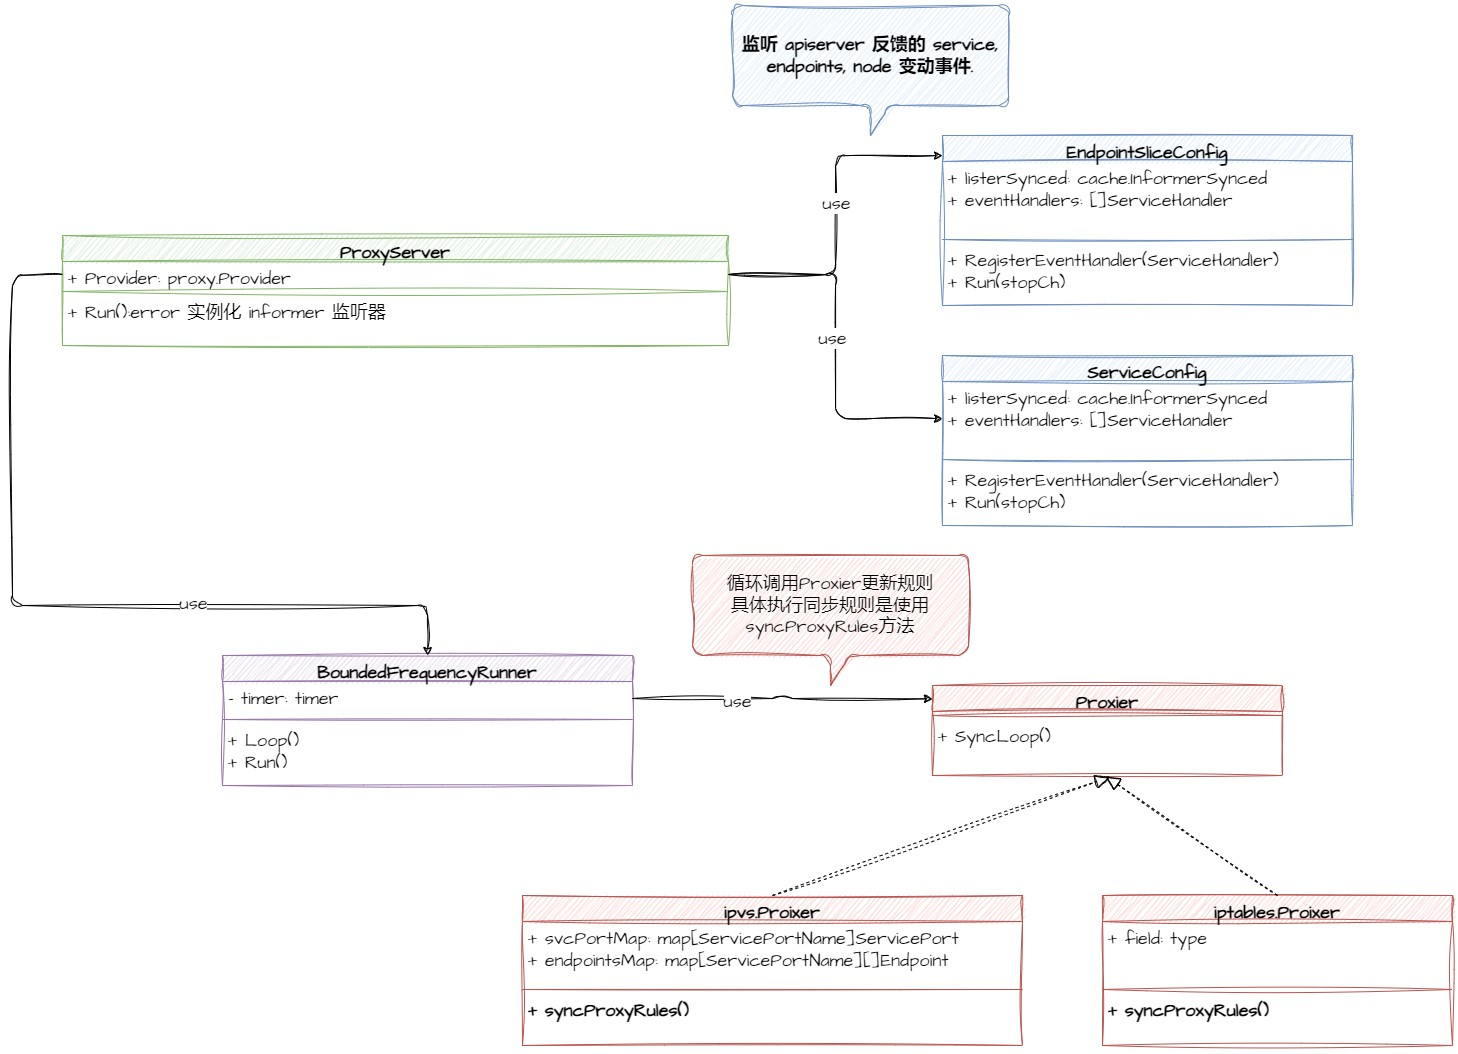 监听 apiserver 反馈的 service,
endpoints, node 变动事件.
EndpointSliceConfig
+ listerSynced: cache.InformerSynced
+ eventHandlers: []ServiceHandler
+ RegisterEventHandler(ServiceHandler)
+ Run(stopCh)
use
ProxyServer
+ Provider: proxy.Provider
+ Run():error 实例化 informer 监听器
use
ServiceConfig
+ listerSynced: cache.InformerSynced
+ eventHandlers: []ServiceHandler
+ RegisterEventHandler(ServiceHandler)
+ Run(stopCh)
循环调用Proxier更新规则
具体执行同步规则是使用
syncProxyRules方法
use
BoundedFrequencyRunner
- timer: timer
+ Loop()
+ Run()
use
Proxier
+ SyncLoop()
ipvs.Proixer
+ svcPortMap: map[ServicePortName]ServicePort
+ endpointsMap: map[ServicePortName][]Endpoint
+ syncProxyRules()
iptables.Proixer
+ field: type
+ syncProxyRules()